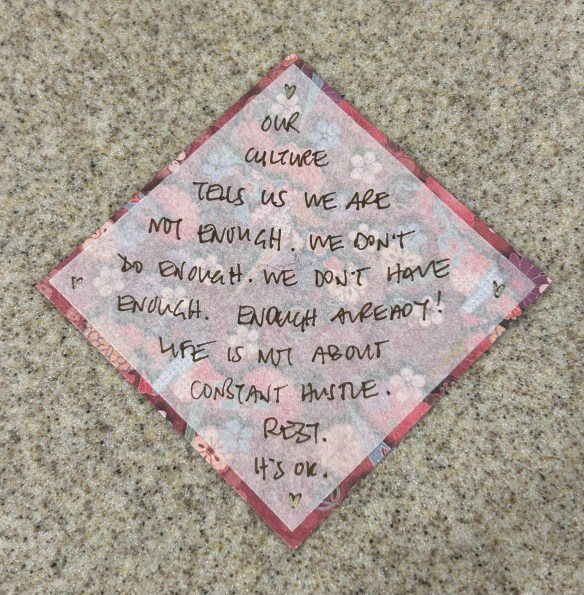 OUR
CULTURE
TELLS US WE ARE
NOT ENOUGH. WE DON'T
DO ENOUGH. WE DON'T HAVE
ENOUGH. ENOUGH ALREADY!
LIFE IS NOT ABOUT
CONSTANT HUSTLE.
REST.
IT'S OK.